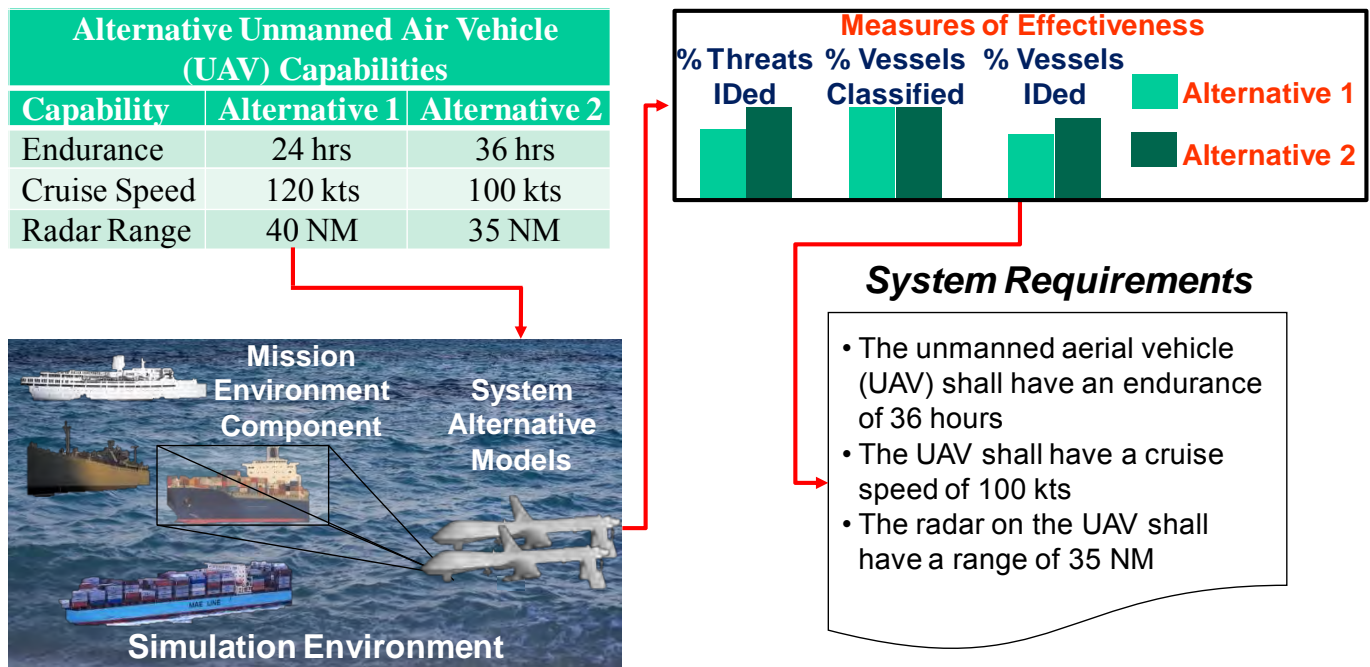 Alternative Unmanned Air Vehicle
(UAV) Capabilities
Capability Alternative 1 Alternative 2
Endurance 24 hrs 36 hrs
Cruise Speed 120 kts 100 kts
Radar Range 40 NM 35 NM
Measures of Effectiveness
% Threats IDed
% Vessels Classified
% Vessels IDed
Alternative 1
Alternative 2
Mission
Environment
Component
System
Alternative
Models
MAE LINE
Simulation Environment
System Requirements
• The unmanned aerial vehicle
(UAV) shall have an endurance
of 36 hours
• The UAV shall have a cruise
speed of 100 kts
• The radar on the UAV shall
have a range of 35 NM